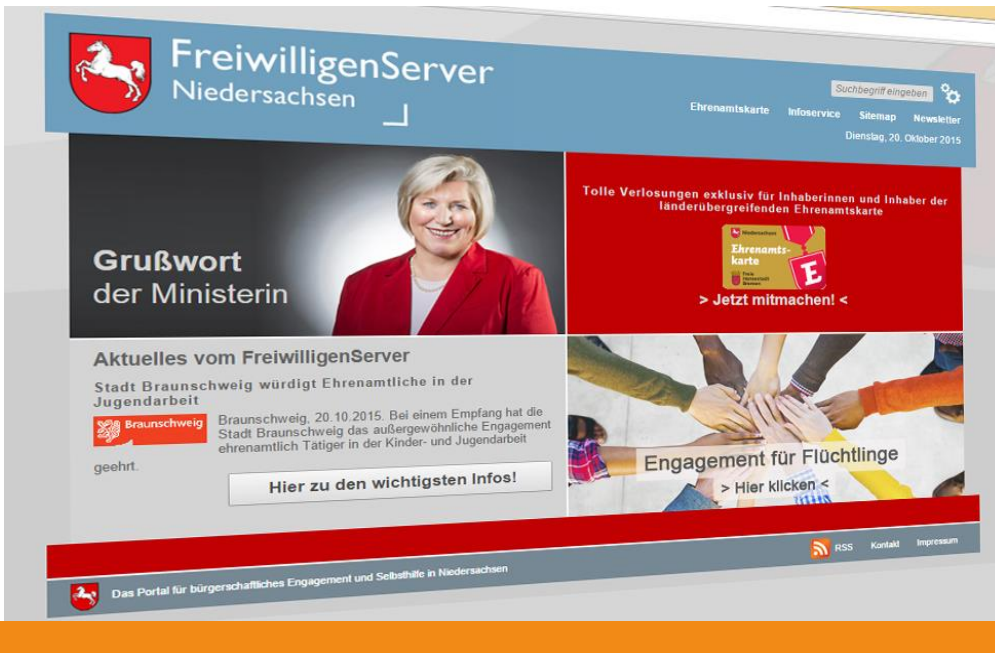 FreiwilligenServer
Niedersachsen
Suchbegriff eingeben
Ehrenamtskarte Infoservice Sitemap Newsletter
Dienstag, 20. Oktober 2015
Grußwort
der Ministerin
Tolle Verlosungen exklusiv für Inhaberinnen und Inhaber der
länderübergreifenden Ehrenamtskarte
Niedersachsen
Ehrenamts-
karte
Freie
Hansestadt
Bremen
E
> Jetzt mitmachen! <
Aktuelles vom FreiwilligenServer
Stadt Braunschweig würdigt Ehrenamtliche in der
Jugendarbeit
Braunschweig
Braunschweig, 20.10.2015. Bei einem Empfang hat die
Stadt Braunschweig das außergewöhnliche Engagement
ehrenamtlich Tätiger in der Kinder- und Jugendarbeit
geehrt.
Hier zu den wichtigsten Infos!
Engagement für Flüchtlinge
> Hier klicken <
RSS Kontakt Impressum
Das Portal für bürgerschaftliches Engagement und Selbsthilfe in Niedersachsen